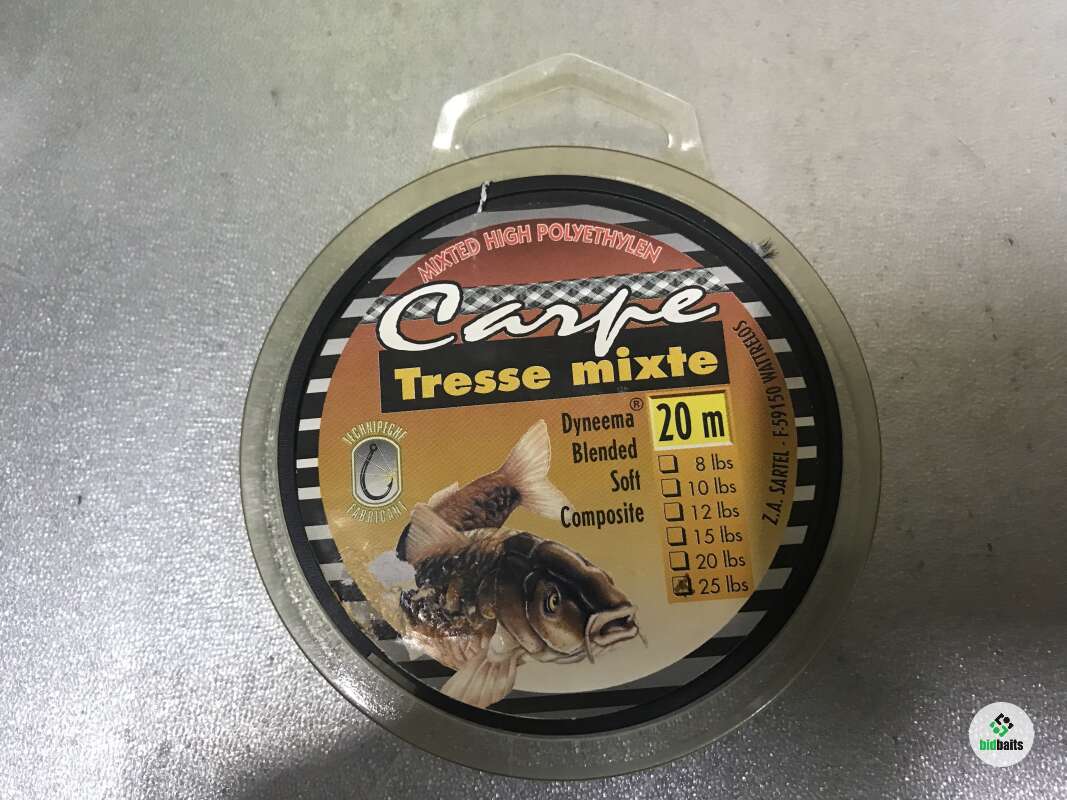 MIXTED HIGH POLYETHYLEN
Carpe
Tresse mixte
TECHNIPECHE
FABRICANT
Dyneema®
Blended
Soft
Composite
20 m
8 lbs
10 lbs
12 lbs
15 lbs
20 lbs
25 lbs
Z.A. SARTEL - F-59150 WATTRELOS
bidbaits